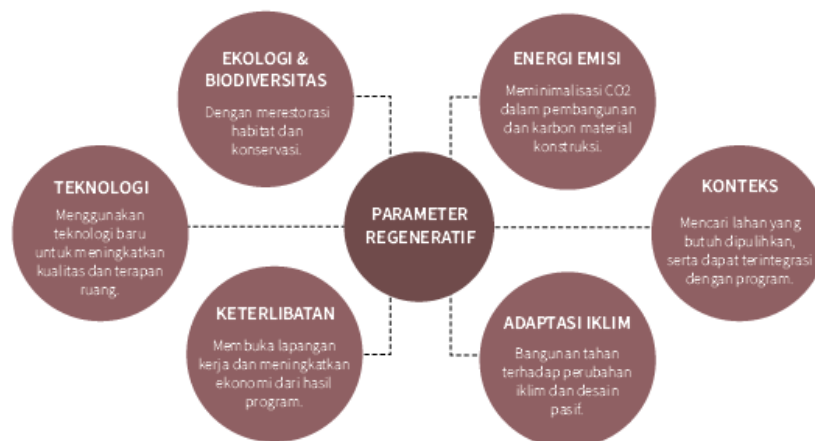 EKOLOGI &
BIODIVERSITAS
Dengan merestorasi
habitat dan
konservasi.
ENERGI EMISI
Meminimalisasi CO2
dalam pembangunan
dan karbon material
konstruksi.
TEKNOLOGI
Menggunakan
teknologi baru
untuk meningkatkan
kualitas dan terapan
ruang.
PARAMETER
REGENERATIF
KONTEKS
Mencari lahan yang
butuh dipulihkan,
serta dapat terintegrasi
dengan program.
KETERLIBATAN
Membuka lapangan
kerja dan meningkatkan
ekonomi dari hasil
program.
ADAPTASI IKLIM
Bangunan tahan
terhadap perubahan
iklim dan desain
pasif.